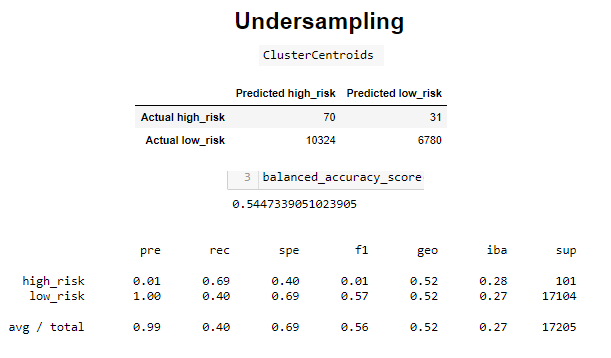 Undersampling
ClusterCentroids
Predicted high_risk Predicted low_risk
Actual high_risk 70 31
Actual low_risk 10324 6780
3 balanced_accuracy_score
0.5447339051023905
pre rec spe f1 geo iba sup
high_risk 0.01 0.69 0.40 0.01 0.52 0.28 101
low_risk 1.00 0.40 0.69 0.57 0.52 0.27 17104
avg / total 0.99 0.40 0.69 0.56 0.52 0.27 17205